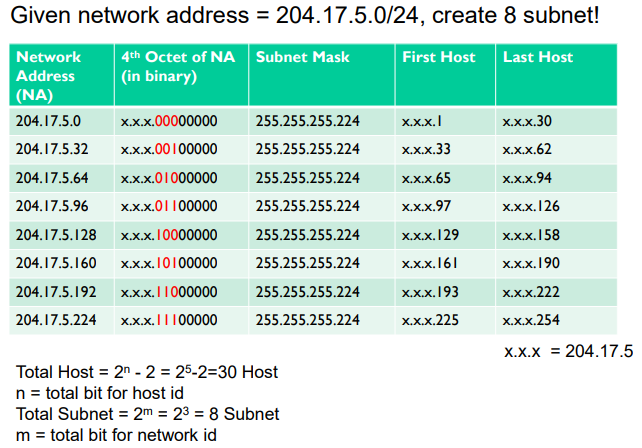 Given network address = 204.17.5.0/24, create 8 subnet!
Network Address (NA) 4th Octet of NA (in binary) Subnet Mask First Host Last Host
204.17.5.0 x.x.x.00000000 255.255.255.224 x.x.x.1 x.x.x.30
204.17.5.32 x.x.x.00100000 255.255.255.224 x.x.x.33 x.x.x.62
204.17.5.64 x.x.x.01000000 255.255.255.224 x.x.x.65 x.x.x.94
204.17.5.96 x.x.x.01100000 255.255.255.224 x.x.x.97 x.x.x.126
204.17.5.128 x.x.x.10000000 255.255.255.224 x.x.x.129 x.x.x.158
204.17.5.160 x.x.x.10100000 255.255.255.224 x.x.x.161 x.x.x.190
204.17.5.192 x.x.x.11000000 255.255.255.224 x.x.x.193 x.x.x.222
204.17.5.224 x.x.x.11100000 255.255.255.224 x.x.x.225 x.x.x.254
x.x.x = 204.17.5
Total Host = 2ⁿ - 2 = 2⁵-2=30 Host
n = total bit for host id
Total Subnet = 2ᵐ = 2³ = 8 Subnet
m = total bit for network id